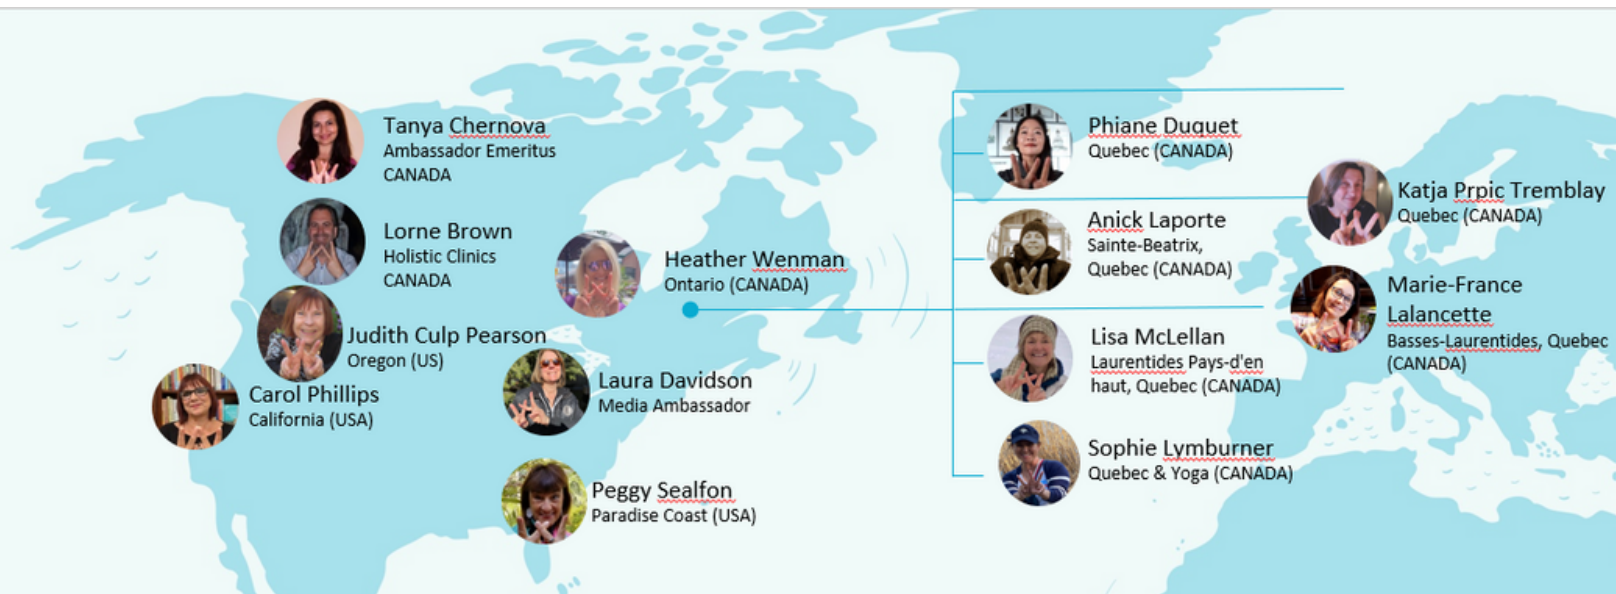 Tanya Chernova
Ambassador Emeritus
CANADA
Lorne Brown
Holistic Clinics
CANADA
Judith Culp Pearson
Oregon (US)
Carol Phillips
California (USA)
Heather Wenman
Ontario (CANADA)
Laura Davidson
Media Ambassador
Peggy Sealfon
Paradise Coast (USA)
Phiane Duquet
Quebec (CANADA)
Anick Laporte
Sainte-Beatrix,
Quebec (CANADA)
Lisa McLellan
Laurentides Pays-d'en
haut, Quebec (CANADA)
Sophie Lymburner
Quebec & Yoga (CANADA)
Katja Prpic Tremblay
Quebec (CANADA)
Marie-France
Lalancette
Basses-Laurentides, Quebec
(CANADA)